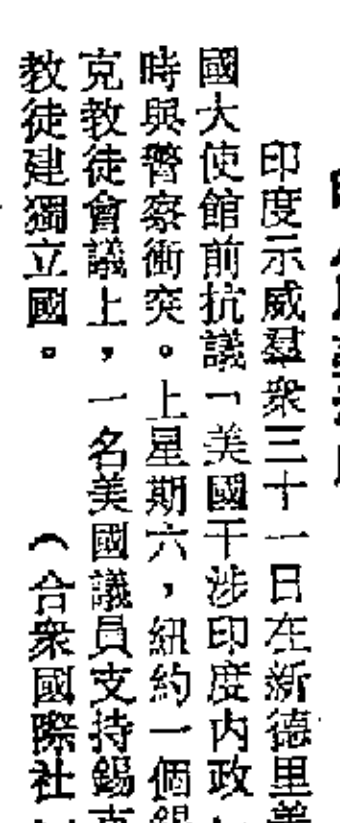 印度示威羣衆三十一日在新德里美
國大使館前抗議「美國干涉印度內政」
時與警察衝突。上星期六，紐約一個錫
克教徒會議上，一名美國議員支持錫克
教徒建獨立國。（合衆國際社